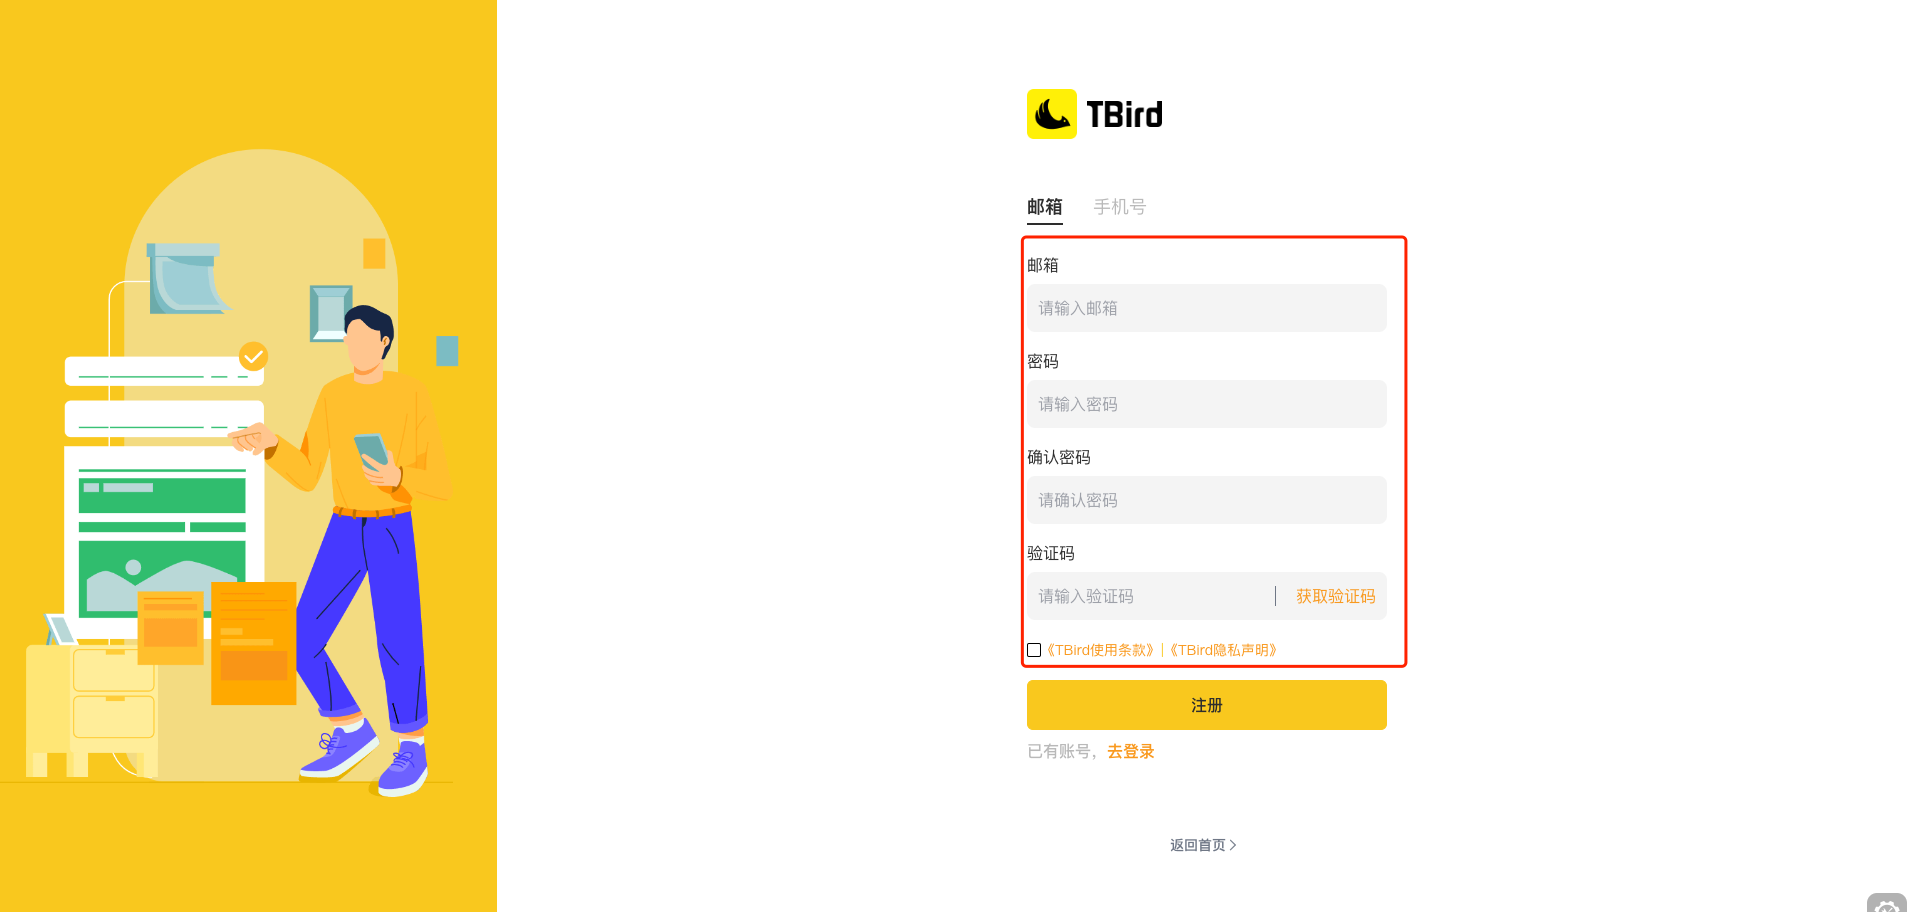 TBird
邮箱 手机号
邮箱
请输入邮箱
密码
请输入密码
确认密码
请确认密码
验证码
请输入验证码 | 获取验证码
《TBird使用条款》|《TBird隐私声明》
注册
已有账号，去登录
返回首页 >